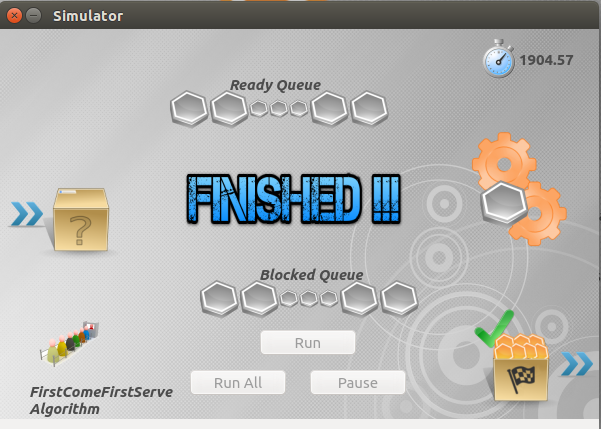 Simulator
1904.57
Ready Queue
?
FINISHED !!!
Blocked Queue
Run
Run All
Pause
FirstComeFirstServe
Algorithm